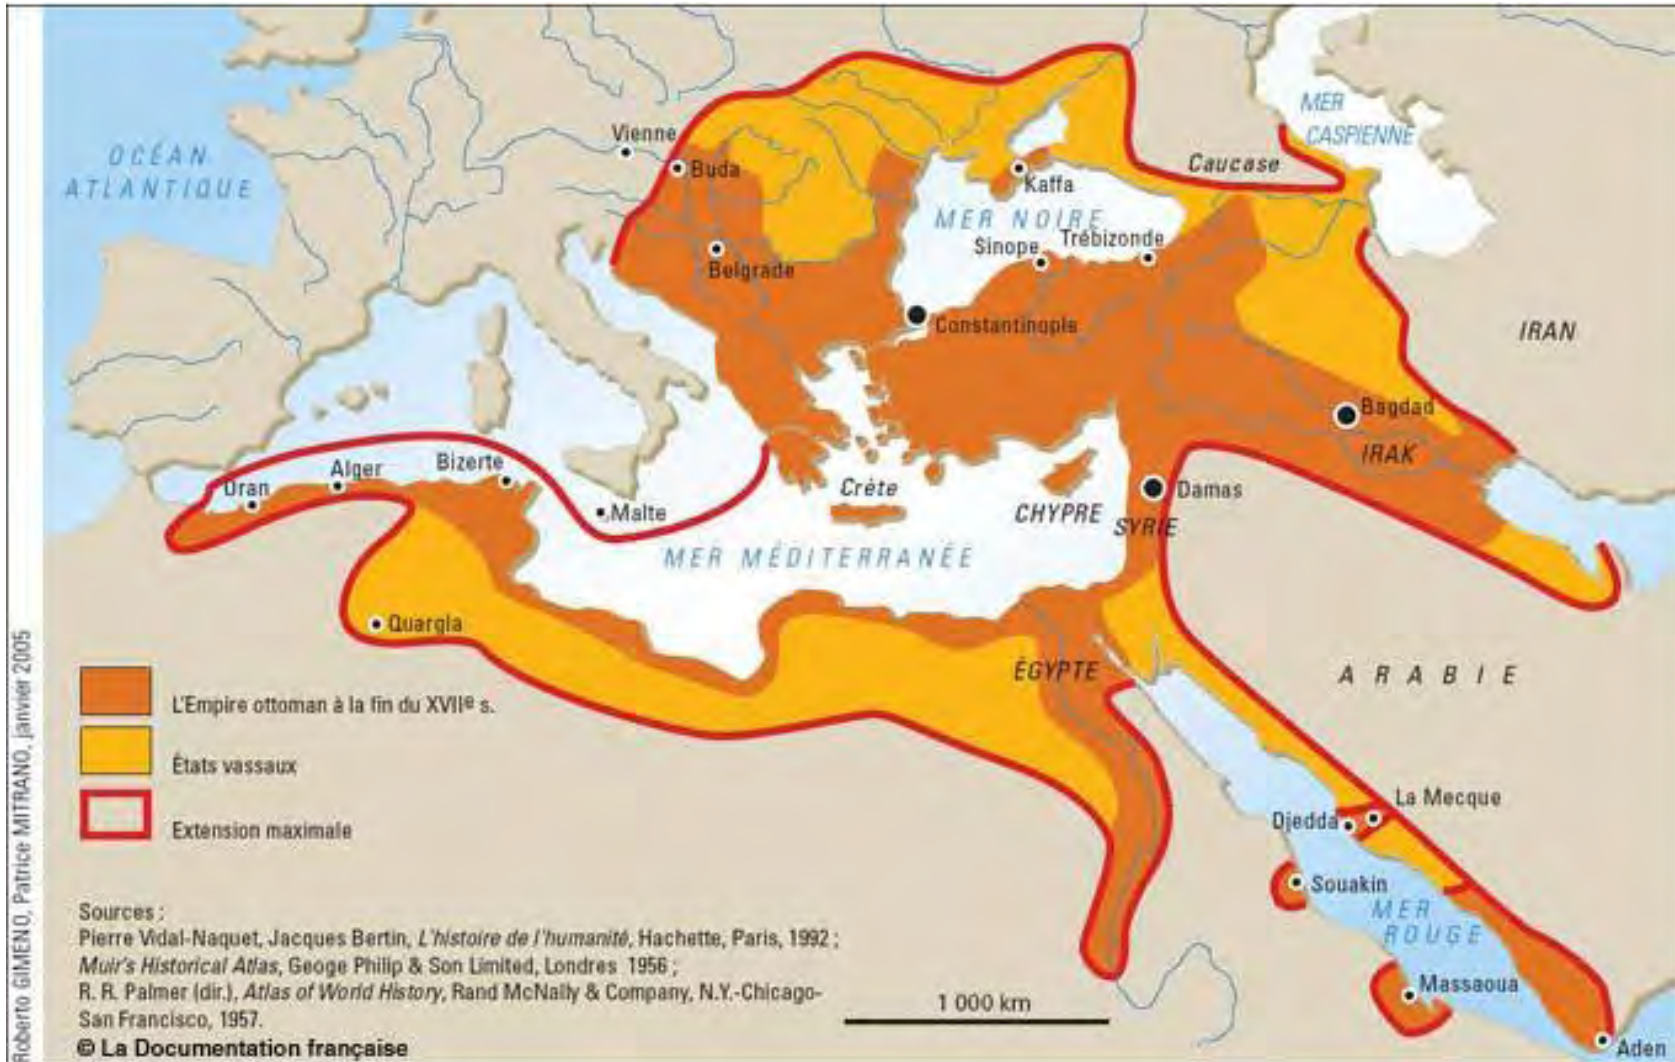 OCÉAN
ATLANTIQUE
Vienne
Buda
Belgrade
MER
CASPIENNE
Caucase
Kaffa
MER NOIRE
Sinope
Trébizonde
Constantinople
IRAN
Bagdad
IRAK
Oran
Alger
Bizerte
Malte
Crète
CHYPRE
SYRIE
Damas
MER MÉDITERRANÉE
Quargla
ÉGYPTE
ARABIE
La Mecque
Djedda
Souakin
MER
ROUGE
Massaoua
Aden
L'Empire ottoman à la fin du XVIIe s.
États vassaux
Extension maximale
Sources :
Pierre Vidal-Naquet, Jacques Bertin, L'histoire de l'humanité, Hachette, Paris, 1992 ;
Muir's Historical Atlas, Geoge Philip & Son Limited, Londres 1956 ;
R. R. Palmer (dir.), Atlas of World History, Rand McNally & Company, N.Y.-Chicago-
San Francisco, 1957.
© La Documentation française
1 000 km
Roberto GIMENO, Patrice MITRANO, janvier 2005